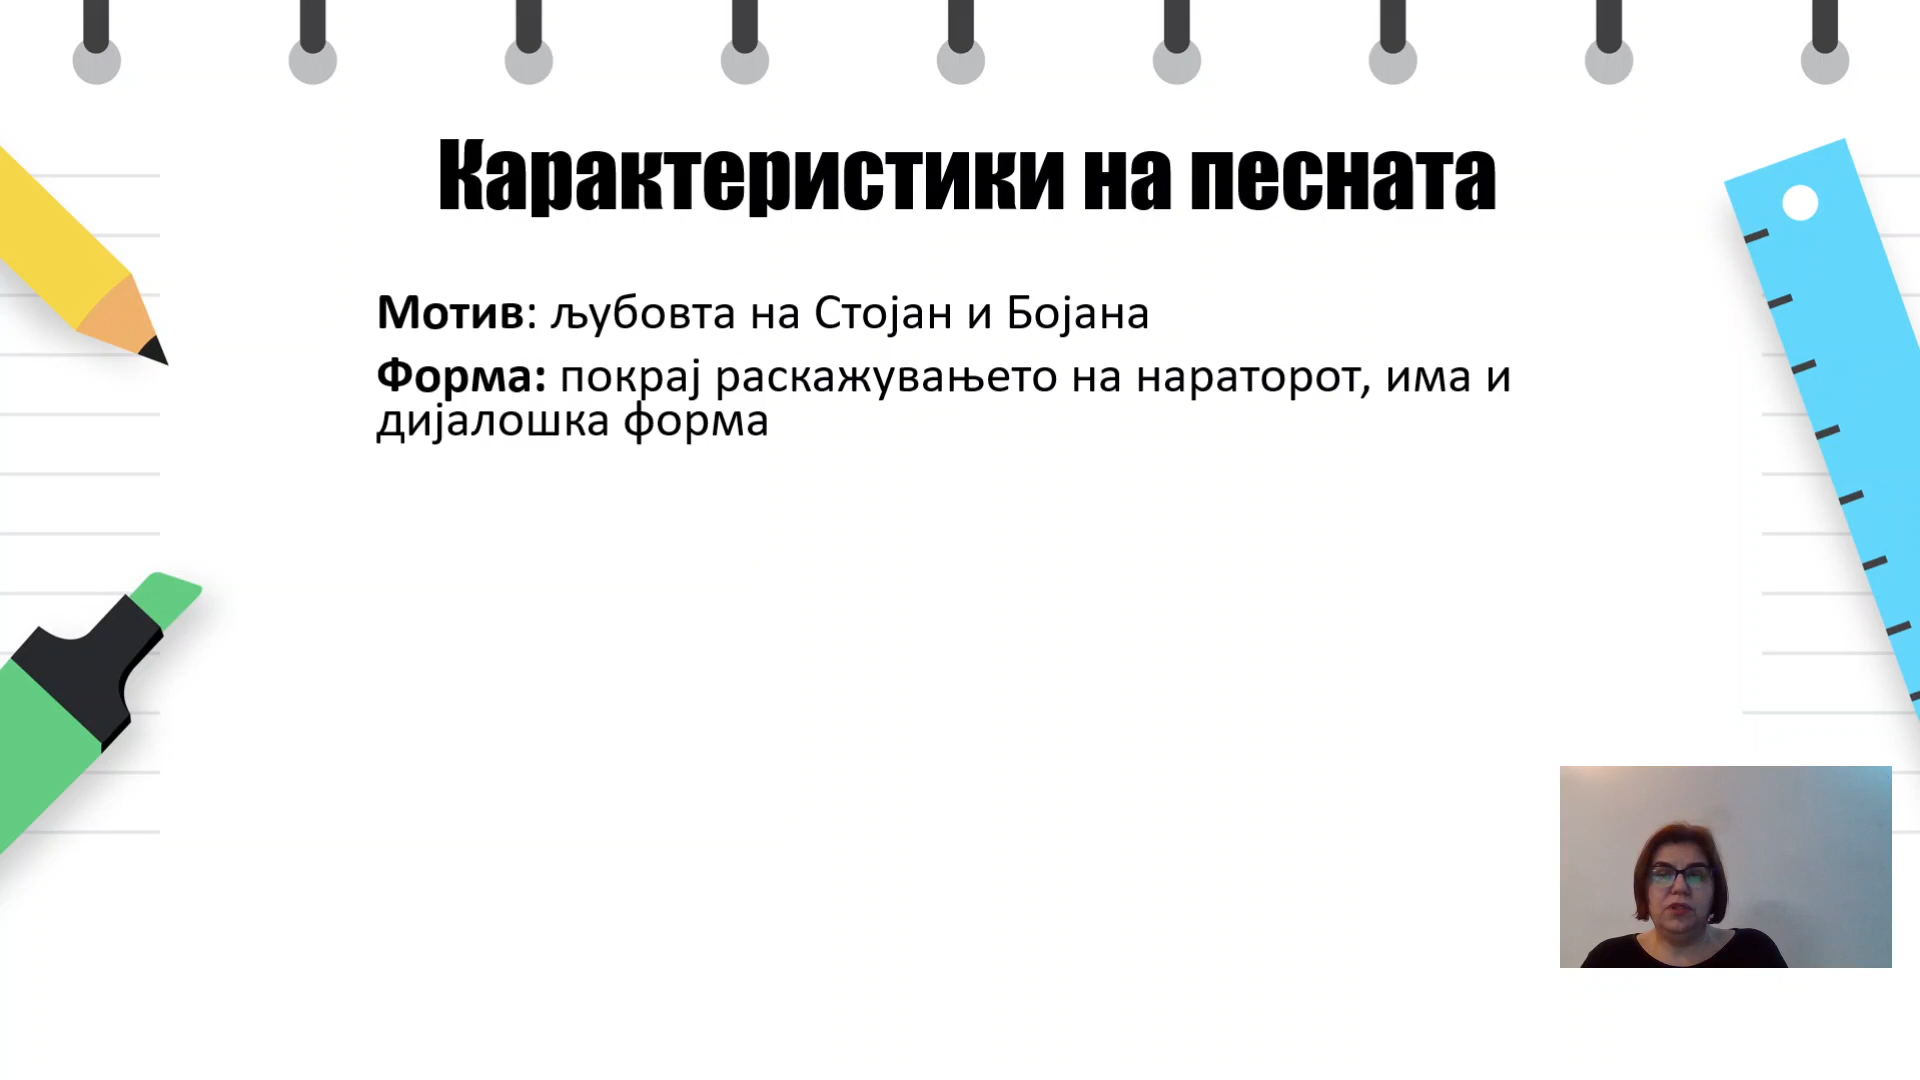 Карактеристики на песната
Мотив: љубовта на Стојан и Бојана
Форма: покрај раскажувањето на нараторот, има и
дијалошка форма